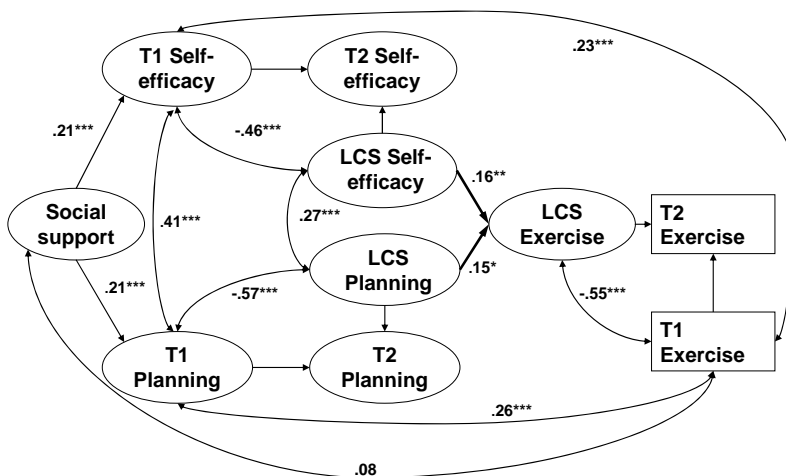 T1 Self-
efficacy
T2 Self-
efficacy
.23***
.21***
-.46***
LCS Self-
efficacy
.16**
Social
support
.41***
.27***
LCS
Exercise
T2
Exercise
LCS
Planning
.15*
.21***
-.57***
-.55***
T1
Planning
T2
Planning
T1
Exercise
.26***
.08